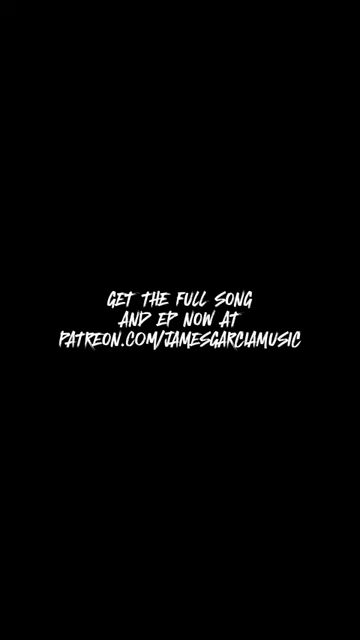 GET THE FULL SONG
AND EP NOW AT
PATREON.COM/JAMESGARCIAMUSIC